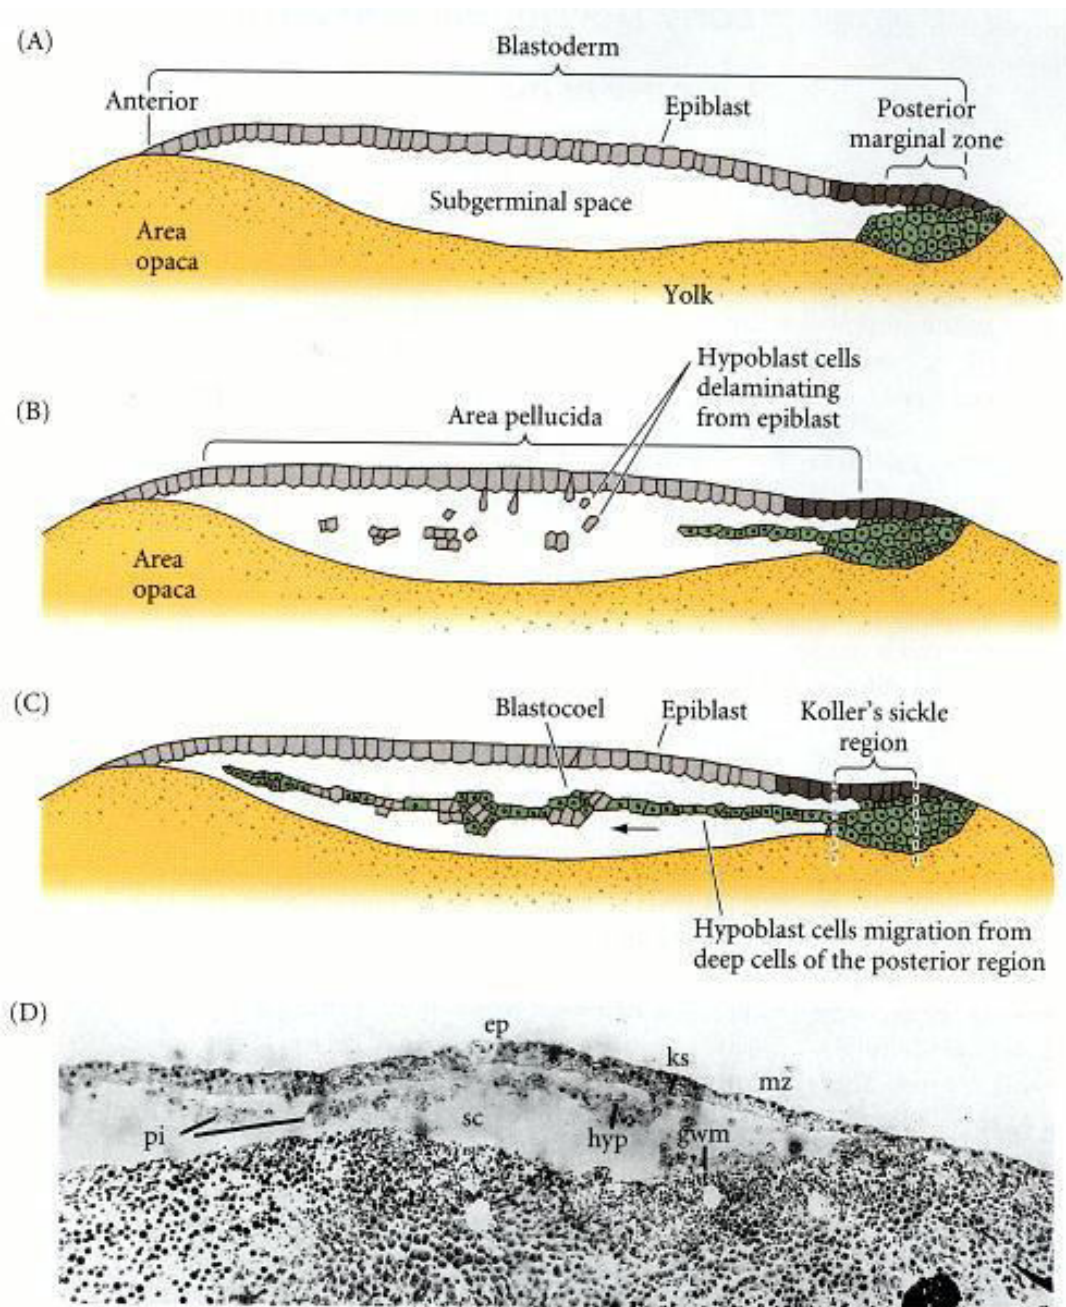 (A)
Blastoderm
Anterior
Epiblast
Posterior
marginal zone
Subgerminal space
Area
opaca
Yolk
Hypoblast cells
delaminating
from epiblast
(B)
Area pellucida
Area
opaca
(C)
Blastocoel
Epiblast
Koller's sickle
region
Hypoblast cells migration from
deep cells of the posterior region
(D)
ep
ks
mz
pi
sc
hyp
gwm